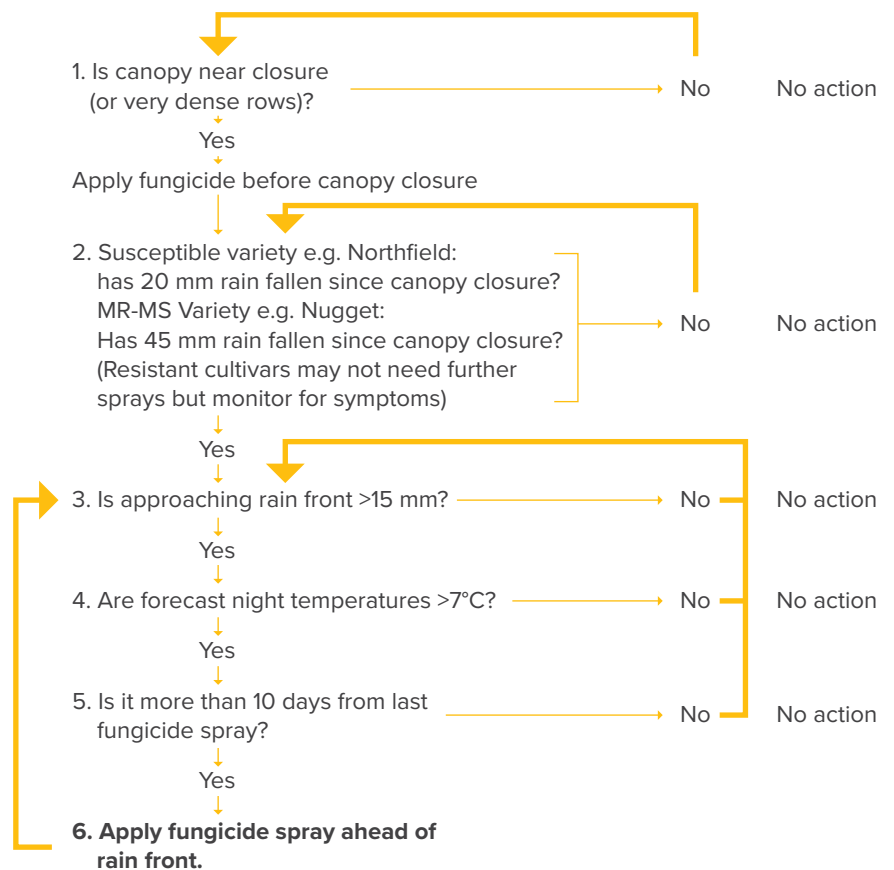 1. Is canopy near closure
(or very dense rows)?
No
No action
Yes
Apply fungicide before canopy closure
2. Susceptible variety e.g. Northfield:
has 20 mm rain fallen since canopy closure?
MR-MS Variety e.g. Nugget:
Has 45 mm rain fallen since canopy closure?
(Resistant cultivars may not need further
sprays but monitor for symptoms)
No
No action
Yes
3. Is approaching rain front >15 mm?
No
No action
Yes
4. Are forecast night temperatures >7°C?
No
No action
Yes
5. Is it more than 10 days from last
fungicide spray?
No
No action
Yes
6. Apply fungicide spray ahead of
rain front.